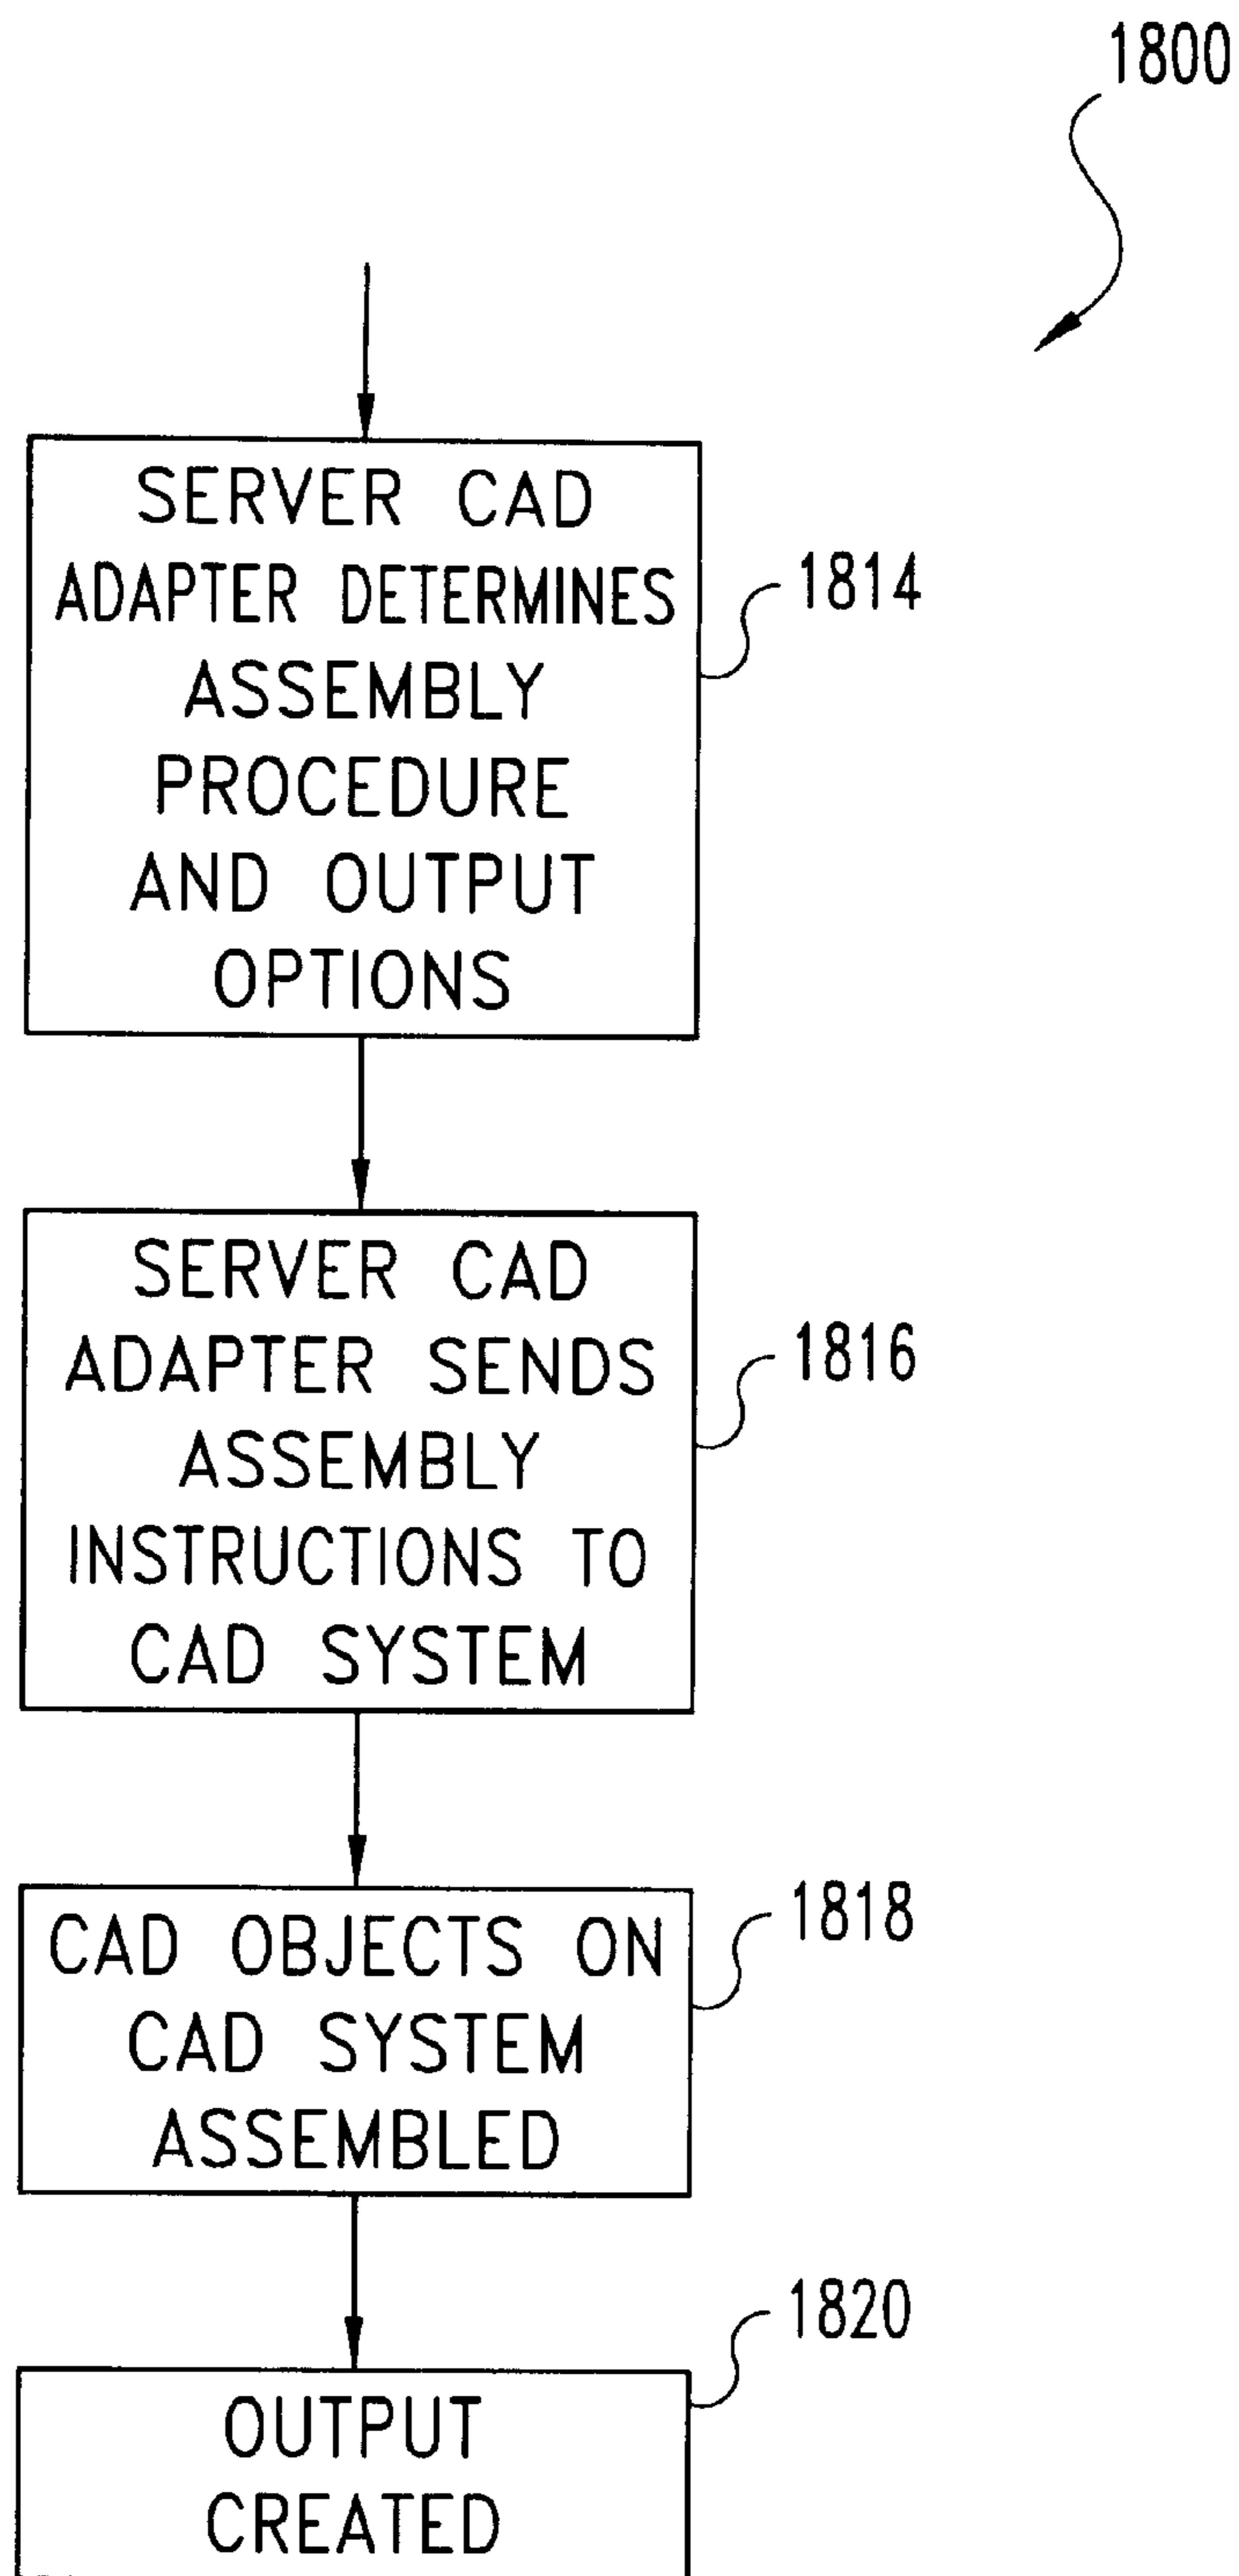 1800
SERVER CAD
ADAPTER DETERMINES
ASSEMBLY
PROCEDURE
AND OUTPUT
OPTIONS
1814
SERVER CAD
ADAPTER SENDS
ASSEMBLY
INSTRUCTIONS TO
CAD SYSTEM
1816
CAD OBJECTS ON
CAD SYSTEM
ASSEMBLED
1818
OUTPUT
CREATED
1820